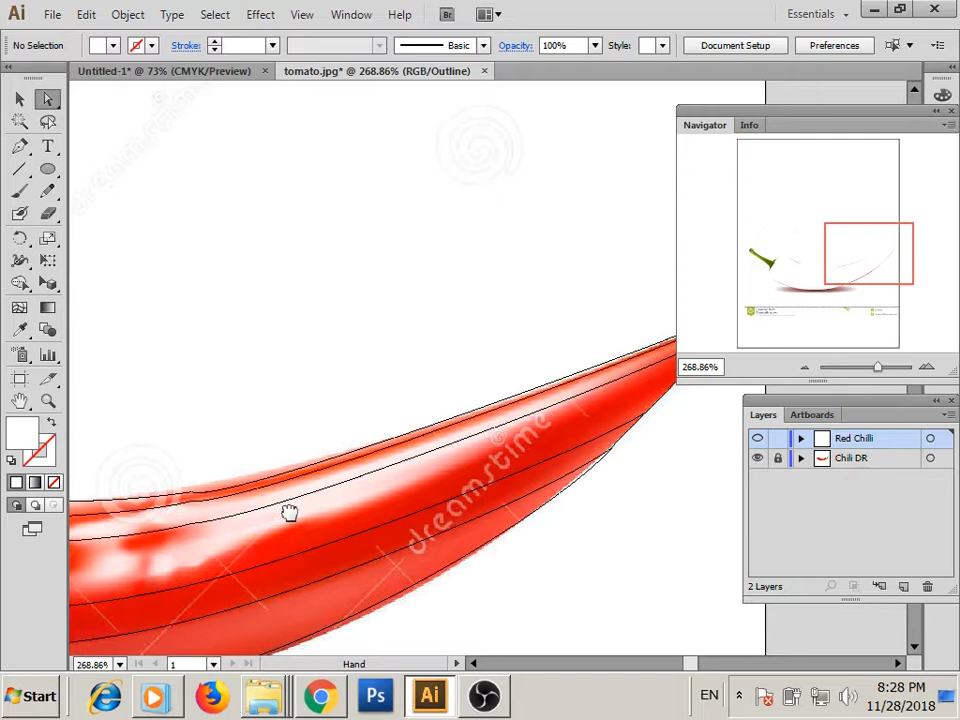 Ai File Edit Object Type Select Effect View Window Help Br Essentials
No Selection Stroke: Basic Opacity: 100% Style: Document Setup Preferences
Untitled-1* @ 73% (CMYK/Preview) × tomato.jpg* @ 268.86% (RGB/Outline) ×
Navigator Info
268.86%
Layers Artboards
Red Chilli
Chili DR
2 Layers
dreamstime
dreamstime
268.86% 1 Hand
Start Ps Ai EN 8:28 PM
11/28/2018